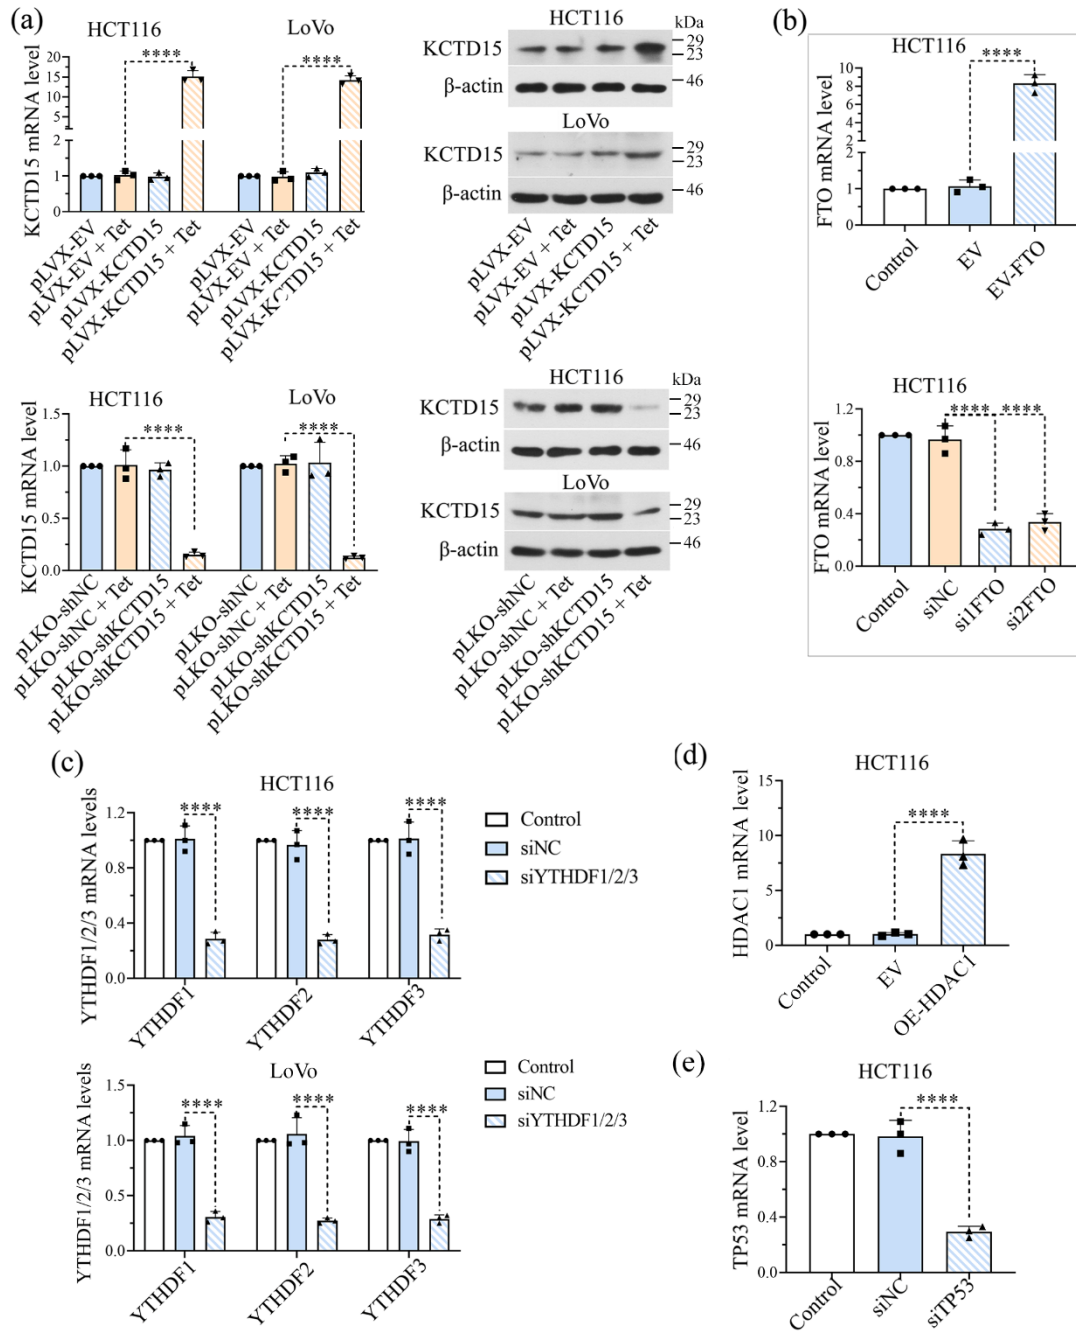 (a)
HCT116
LoVo
KCTD15 mRNA level
20
15
10
5
2
1
0
****
****
pLVX-EV
pLVX-EV + Tet
pLVX-KCTD15
pLVX-KCTD15 + Tet
pLVX-EV
pLVX-EV + Tet
pLVX-KCTD15
pLVX-KCTD15 + Tet
HCT116
kDa
KCTD15
29
23
β-actin
46
LoVo
KCTD15
29
23
β-actin
46
pLVX-EV
pLVX-EV + Tet
pLVX-KCTD15
pLVX-KCTD15 + Tet
HCT116
LoVo
KCTD15 mRNA level
1.5
1.0
0.5
0.0
****
****
pLKO-shNC
pLKO-shNC + Tet
pLKO-shKCTD15
pLKO-shKCTD15 + Tet
pLKO-shNC
pLKO-shNC + Tet
pLKO-shKCTD15
pLKO-shKCTD15 + Tet
HCT116
kDa
KCTD15
29
23
β-actin
46
LoVo
KCTD15
29
23
β-actin
46
pLKO-shNC
pLKO-shNC + Tet
pLKO-shKCTD15
pLKO-shKCTD15 + Tet
(b)
HCT116
FTO mRNA level
10
8
6
4
2
2
1
0
****
Control
EV
EV-FTO
HCT116
FTO mRNA level
1.2
0.8
0.4
0.0
**** ****
Control
siNC
si1FTO
si2FTO
(c)
HCT116
YTHDF1/2/3 mRNA levels
1.2
0.8
0.4
0.0
****
****
****
YTHDF1
YTHDF2
YTHDF3
Control
siNC
siYTHDF1/2/3
LoVo
YTHDF1/2/3 mRNA levels
1.5
1.0
0.5
0.0
****
****
****
YTHDF1
YTHDF2
YTHDF3
Control
siNC
siYTHDF1/2/3
(d)
HCT116
HDAC1 mRNA level
15
10
5
0
****
Control
EV
OE-HDAC1
(e)
HCT116
TP53 mRNA level
1.2
0.8
0.4
0.0
****
Control
siNC
siTP53